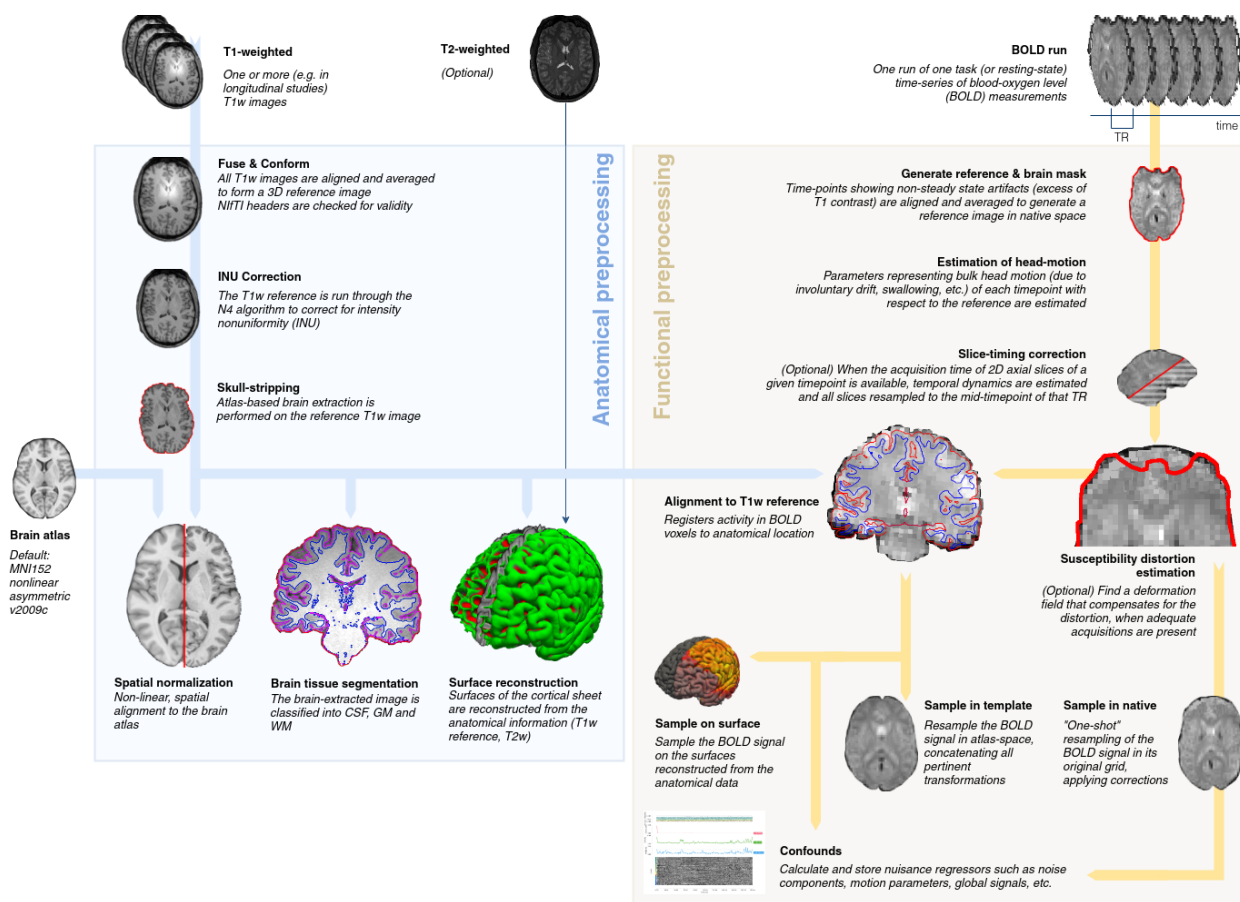 T1-weighted
One or more (e.g. in
longitudinal studies)
T1w images
T2-weighted
(Optional)
BOLD run
One run of one task (or resting-state)
time-series of blood-oxygen level
(BOLD) measurements
time
TR
Anatomical preprocessing
Fuse & Conform
All T1w images are aligned and averaged
to form a 3D reference image
NIfTI headers are checked for validity
INU Correction
The T1w reference is run through the
N4 algorithm to correct for intensity
nonuniformity (INU)
Skull-stripping
Atlas-based brain extraction is
performed on the reference T1w image
Brain atlas
Default:
MNI152
nonlinear
asymmetric
v2009c
Spatial normalization
Non-linear, spatial
alignment to the brain
atlas
Brain tissue segmentation
The brain-extracted image is
classified into CSF, GM and
WM
Surface reconstruction
Surfaces of the cortical sheet
are reconstructed from the
anatomical information (T1w
reference, T2w)
Functional preprocessing
Generate reference & brain mask
Time-points showing non-steady state artifacts (excess of
T1 contrast) are aligned and averaged to generate a
reference image in native space
Estimation of head-motion
Parameters representing bulk head motion (due to
involuntary drift, swallowing, etc.) of each timepoint with
respect to the reference are estimated
Slice-timing correction
(Optional) When the acquisition time of 2D axial slices of a
given timepoint is available, temporal dynamics are estimated
and all slices resampled to the mid-timepoint of that TR
Alignment to T1w reference
Registers activity in BOLD
voxels to anatomical location
Susceptibility distortion
estimation
(Optional) Find a deformation
field that compensates for the
distortion, when adequate
acquisitions are present
Sample on surface
Sample the BOLD signal
on the surfaces
reconstructed from the
anatomical data
Sample in template
Resample the BOLD
signal in atlas-space,
concatenating all
pertinent
transformations
Sample in native
"One-shot"
resampling of the
BOLD signal in its
original grid,
applying corrections
Confounds
Calculate and store nuisance regressors such as noise
components, motion parameters, global signals, etc.